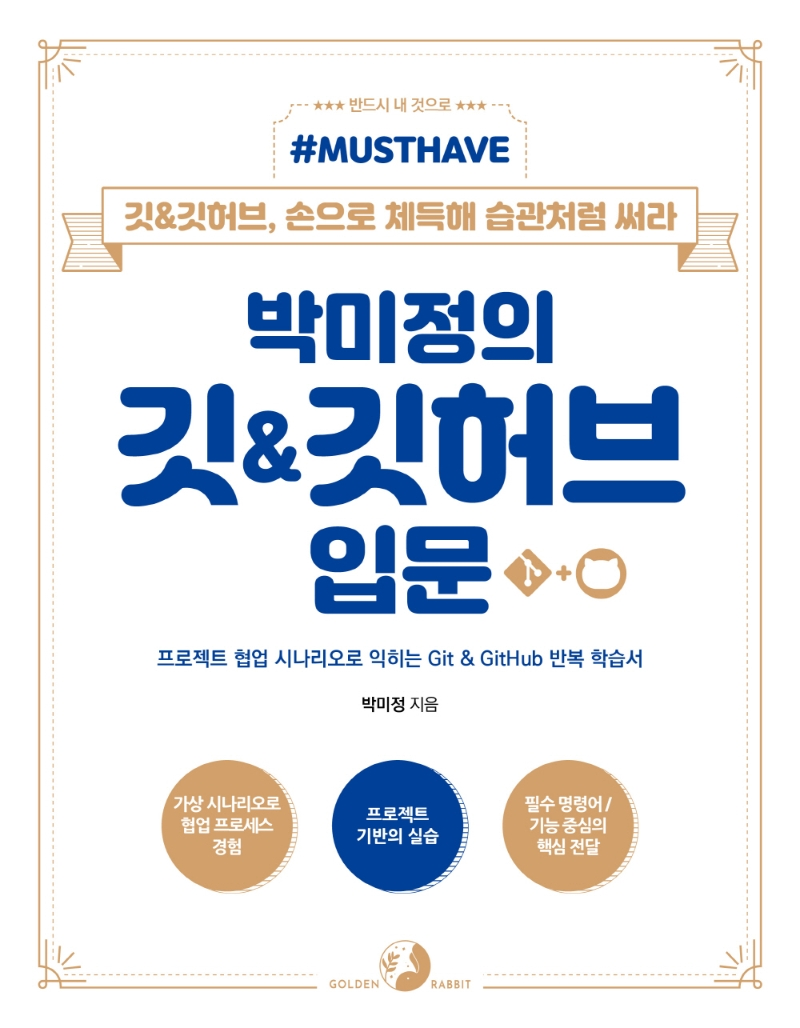 ★★★ 반드시 내 것으로 ★★★
#MUSTHAVE
깃&깃허브, 손으로 체득해 습관처럼 써라
박미정의
깃&깃허브
입문
프로젝트 협업 시나리오로 익히는 Git & GitHub 반복 학습서
박미정 지음
가상 시나리오로
협업 프로세스
경험
프로젝트
기반의 실습
필수 명령어 /
기능 중심의
핵심 전달
GOLDEN RABBIT